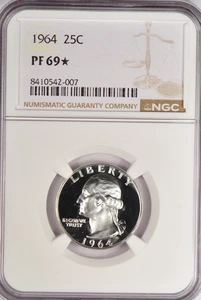 1964 25C
PF 69★
8410542-007
NUMISMATIC GUARANTY COMPANY
NGC
LIBERTY
IN GOD WE
TRUST
1964